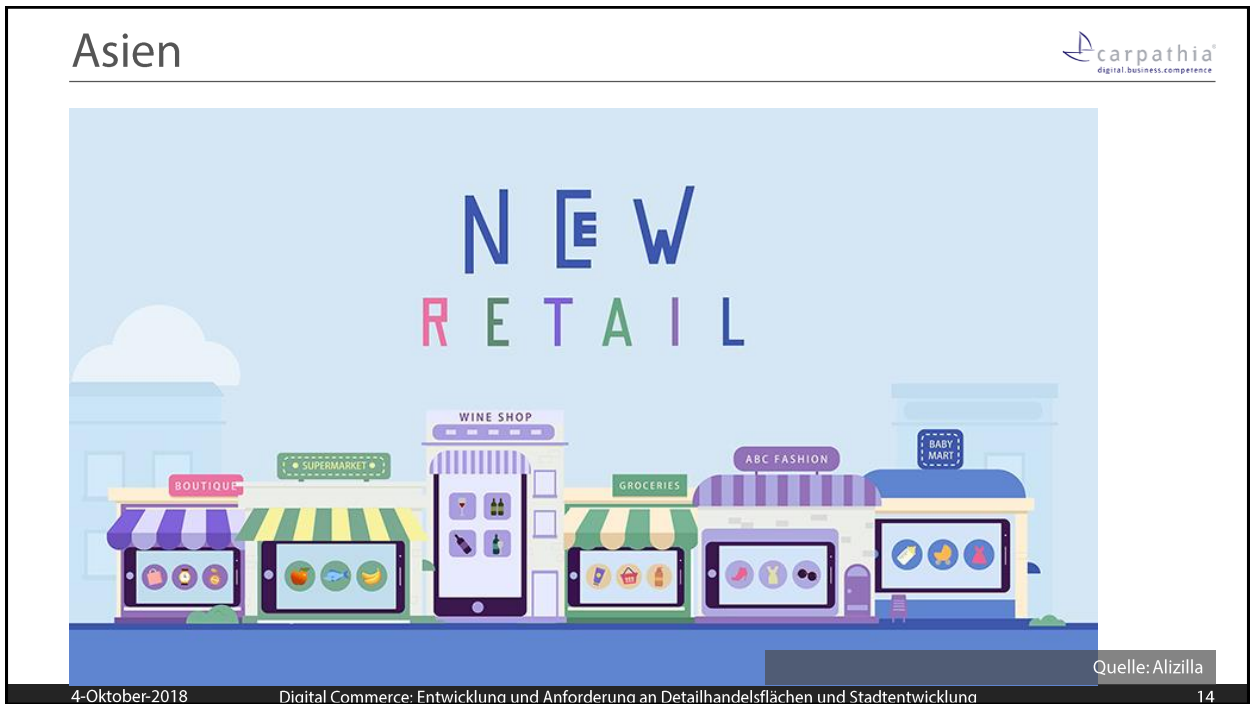 Asien
carpathia®
digital.business.competence
NEW
RETAIL
WINE SHOP
BABY
MART
ABC FASHION
SUPERMARKET
BOUTIQUE
GROCERIES
Quelle: Alizilla
4-Oktober-2018
Digital Commerce: Entwicklung und Anforderung an Detailhandelsflächen und Stadtentwicklung
14